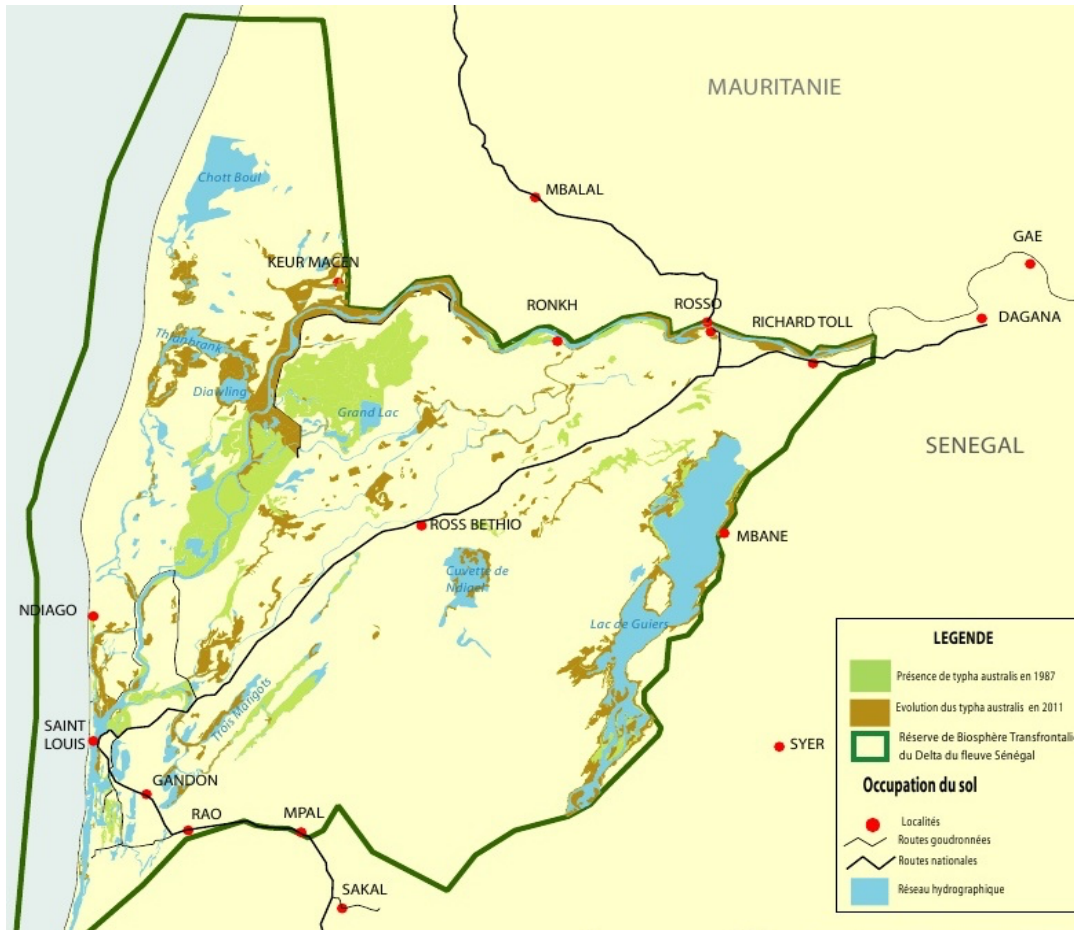 MAURITANIE
Chott Boul
MBALAL
GAE
KEUR MACEN
RONKH
ROSSO
RICHARD TOLL
DAGANA
Diawling
Grand Lac
SENEGAL
ROSS BETHIO
MBANE
Cuvette de
Ndiael
NDIAGO
Lac de Guiers
Trois Marigots
SAINT
LOUIS
SYER
GANDON
RAO
MPAL
SAKAL
LEGENDE
Présence de typha australis en 1987
Evolution dus typha australis en 2011
Réserve de Biosphère Transfrontali
du Delta du fleuve Sénégal
Occupation du sol
Localités
Routes goudronnées
Routes nationales
Réseau hydrographique